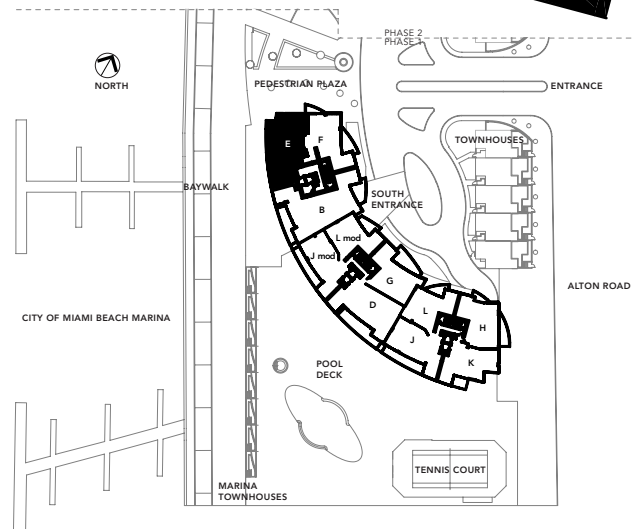 PHASE 2
PHASE 1
NORTH
PEDESTRIAN PLAZA
ENTRANCE
E
F
TOWNHOUSES
BAYWALK
SOUTH
ENTRANCE
B
L mod
J mod
G
ALTON ROAD
D
L
H
CITY OF MIAMI BEACH MARINA
J
K
POOL
DECK
TENNIS COURT
MARINA
TOWNHOUSES